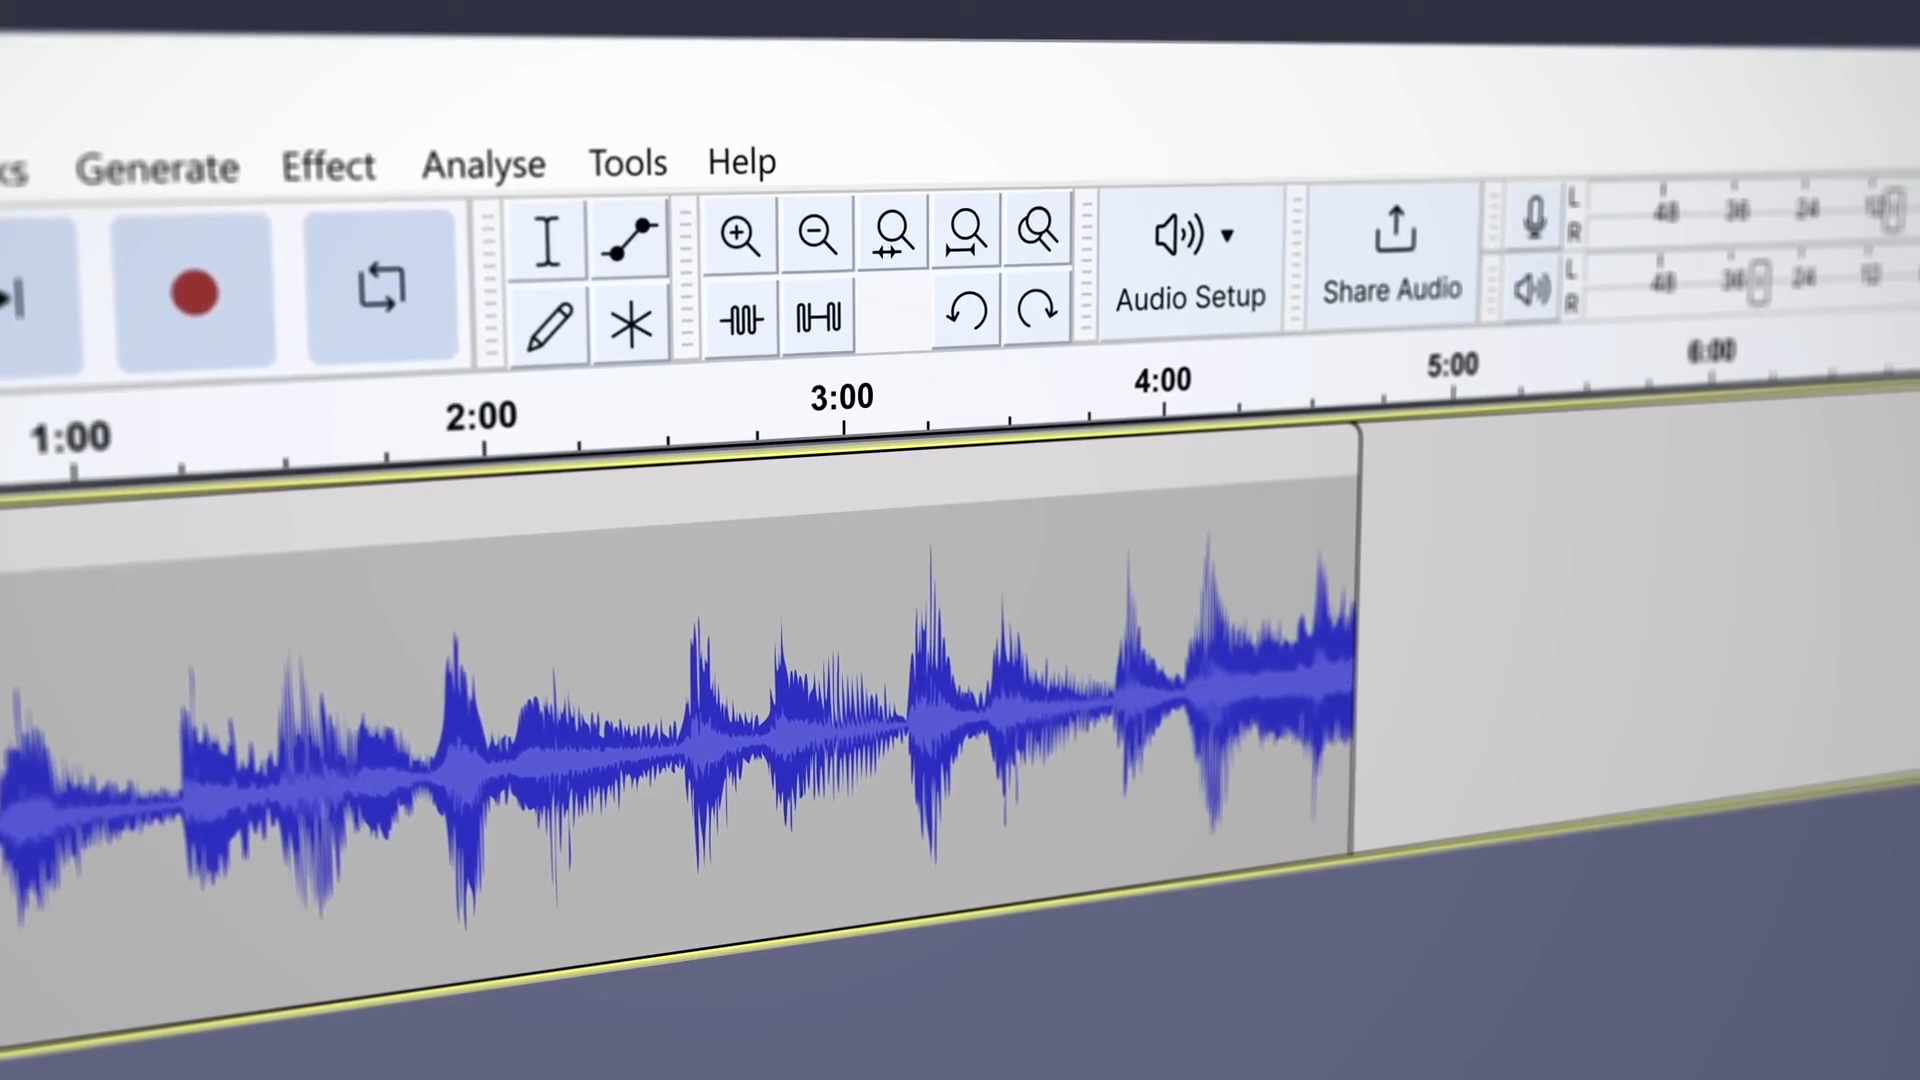 Generate Effect Analyse Tools Help
Audio Setup
Share Audio
L
R
48 36 24 12
L
R
48 36 24 12
1:00 2:00 3:00 4:00 5:00 6:00